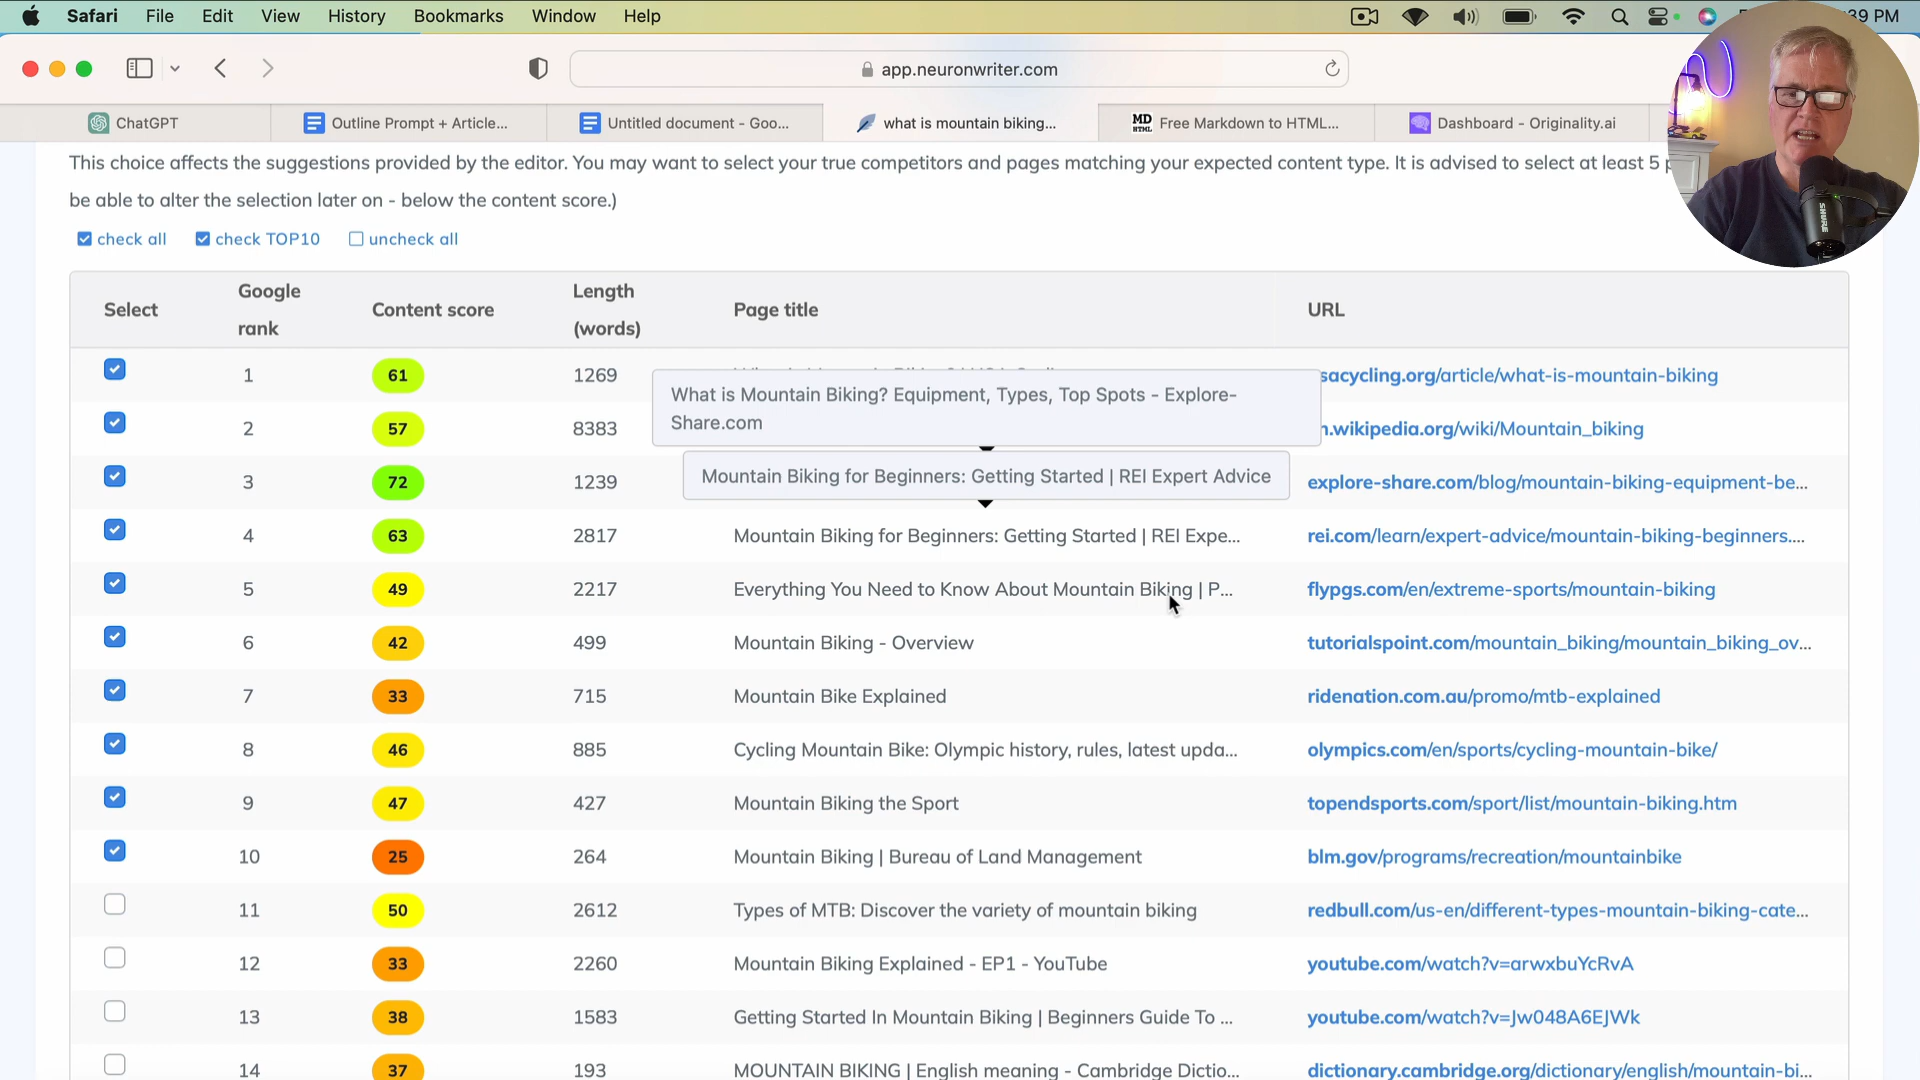 Safari File Edit View History Bookmarks Window Help 39 PM
app.neuronwriter.com
ChatGPT Outline Prompt + Article... Untitled document - Goo... what is mountain biking... MD HTML Free Markdown to HTML... Dashboard - Originality.ai
This choice affects the suggestions provided by the editor. You may want to select your true competitors and pages matching your expected content type. It is advised to select at least 5 p
be able to alter the selection later on - below the content score.)
check all check TOP10 uncheck all
Select Google rank Content score Length (words) Page title URL
1 61 1269 sacycling.org/article/what-is-mountain-biking
What is Mountain Biking? Equipment, Types, Top Spots - Explore-
Share.com
2 57 8383 n.wikipedia.org/wiki/Mountain_biking
Mountain Biking for Beginners: Getting Started | REI Expert Advice
3 72 1239 explore-share.com/blog/mountain-biking-equipment-be...
4 63 2817 Mountain Biking for Beginners: Getting Started | REI Expe... rei.com/learn/expert-advice/mountain-biking-beginners....
5 49 2217 Everything You Need to Know About Mountain Biking | P... flypgs.com/en/extreme-sports/mountain-biking
6 42 499 Mountain Biking - Overview tutorialspoint.com/mountain_biking/mountain_biking_ov...
7 33 715 Mountain Bike Explained ridenation.com.au/promo/mtb-explained
8 46 885 Cycling Mountain Bike: Olympic history, rules, latest upda... olympics.com/en/sports/cycling-mountain-bike/
9 47 427 Mountain Biking the Sport topendsports.com/sport/list/mountain-biking.htm
10 25 264 Mountain Biking | Bureau of Land Management blm.gov/programs/recreation/mountainbike
11 50 2612 Types of MTB: Discover the variety of mountain biking redbull.com/us-en/different-types-mountain-biking-cate...
12 33 2260 Mountain Biking Explained - EP1 - YouTube youtube.com/watch?v=arwxbuYcRvA
13 38 1583 Getting Started In Mountain Biking | Beginners Guide To ... youtube.com/watch?v=Jw048A6EJWk
14 37 193 MOUNTAIN BIKING | English meaning - Cambridge Dictio... dictionary.cambridge.org/dictionary/english/mountain-bi...
SHURE